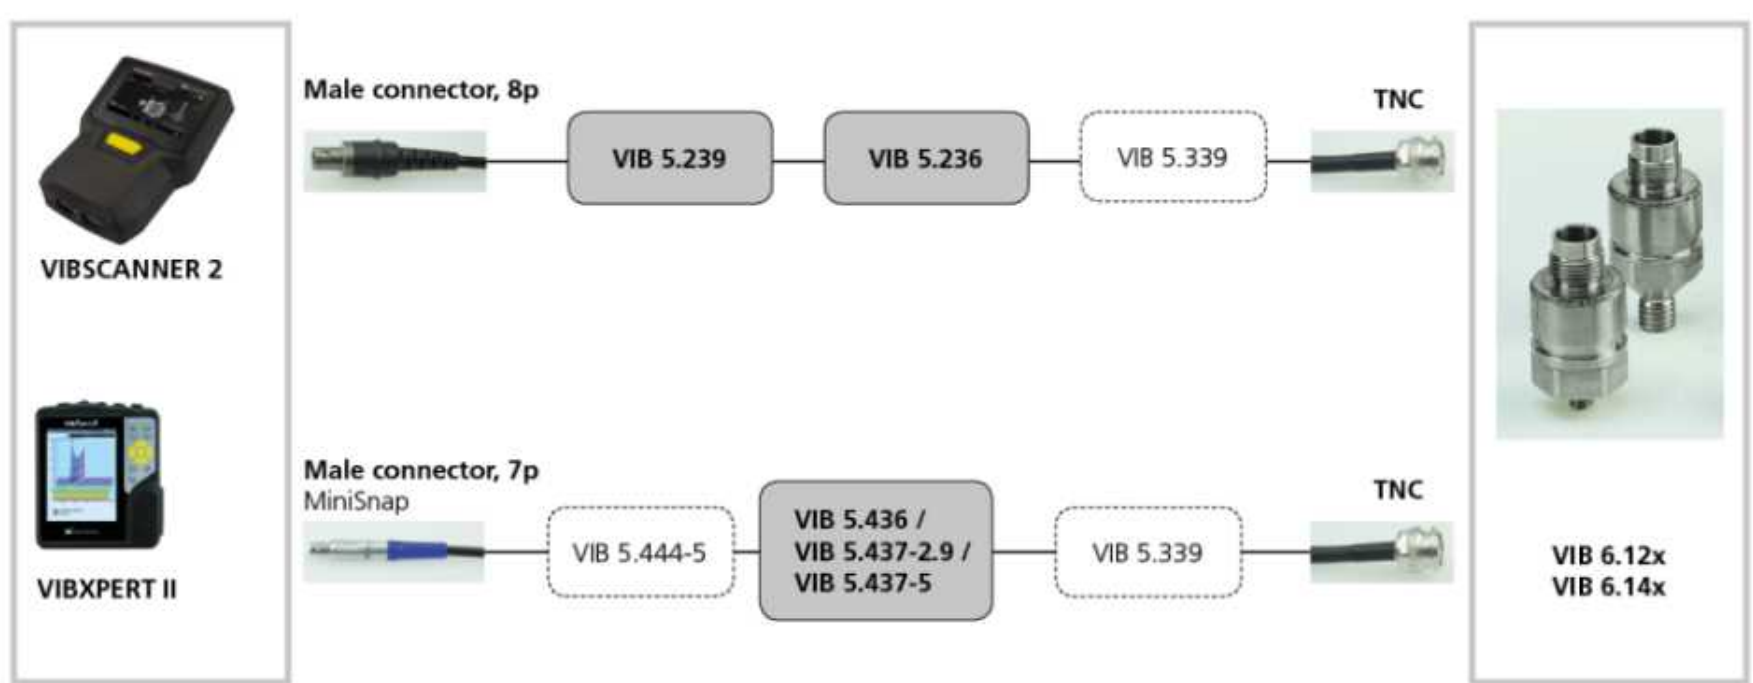 Male connector, 8p
TNC
VIB 5.239
VIB 5.236
VIB 5.339
VIBSCANNER 2
Male connector, 7p
MiniSnap
TNC
VIB 5.444-5
VIB 5.436 /
VIB 5.437-2.9 /
VIB 5.437-5
VIB 5.339
VIBXPERT II
VIB 6.12x
VIB 6.14x